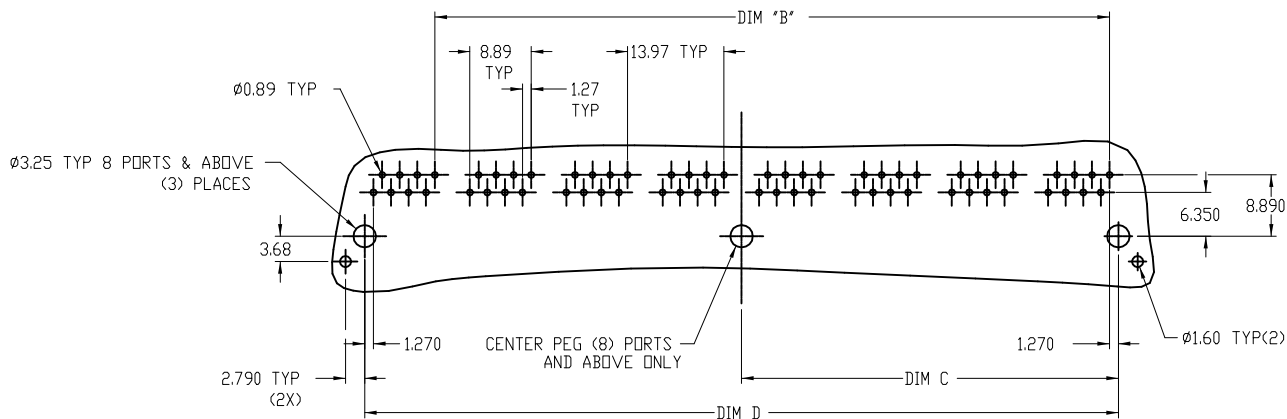 DIM "B"
8.89
TYP
13.97 TYP
Ø0.89 TYP
1.27
TYP
Ø3.25 TYP 8 PORTS & ABOVE
(3) PLACES
8.890
6.350
3.68
1.270
CENTER PEG (8) PORTS
AND ABOVE ONLY
1.270
Ø1.60 TYP(2)
2.790 TYP
(2X)
DIM C
DIM D